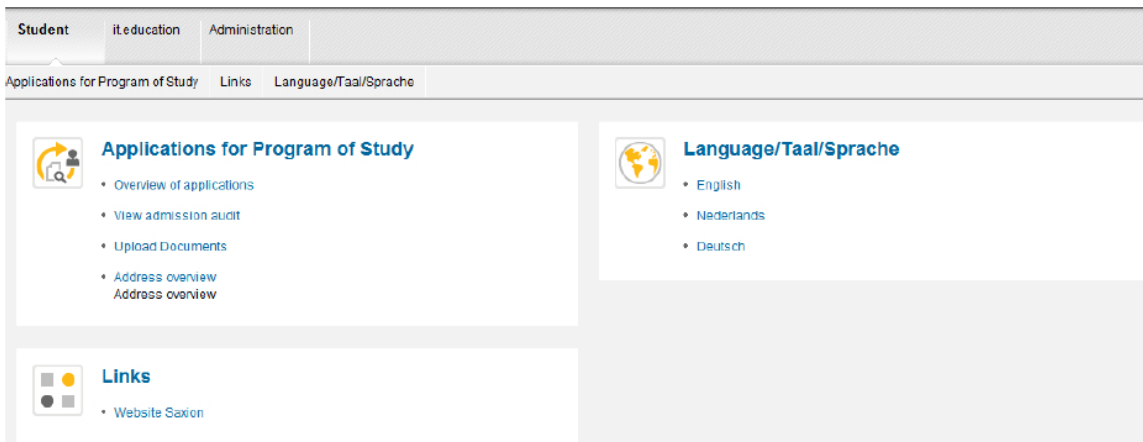 Student it.education Administration
Applications for Program of Study Links Language/Taal/Sprache
Applications for Program of Study
• Overview of applications
• View admission audit
• Upload Documents
• Address overview
Address overview
Language/Taal/Sprache
• English
• Nederlands
• Deutsch
Links
• Website Saxion